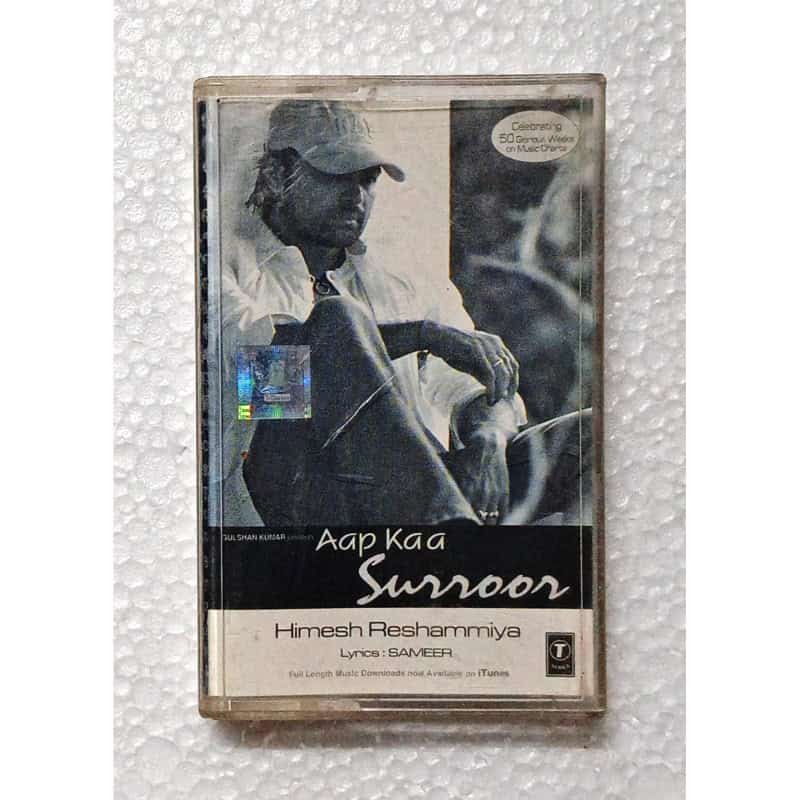 Celebrating
50 Glorious Weeks
on Music Charts
GULSHAN KUMAR presents
Aap Kaa
Surroor
Himesh Reshammiya
Lyrics : SAMEER
T
Full Length Music Downloads now Available on iTunes